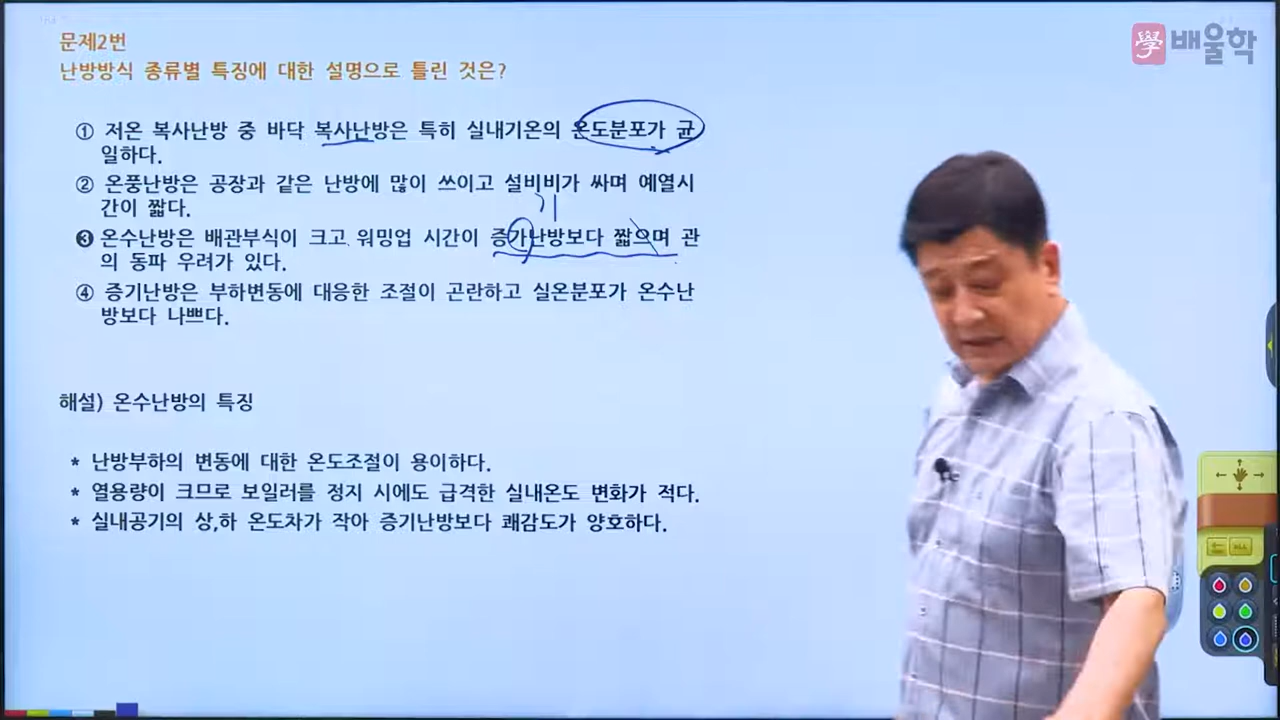 學 배울학
문제2번
난방방식 종류별 특징에 대한 설명으로 틀린 것은?
① 저온 복사난방 중 바닥 복사난방은 특히 실내기온의 온도분포가 균
일하다.
② 온풍난방은 공장과 같은 난방에 많이 쓰이고 설비비가 싸며 예열시
간이 짧다.
기
❸ 온수난방은 배관부식이 크고 워밍업 시간이 증가난방보다 짧으며 관
의 동파 우려가 있다.
④ 증기난방은 부하변동에 대응한 조절이 곤란하고 실온분포가 온수난
방보다 나쁘다.
해설) 온수난방의 특징
* 난방부하의 변동에 대한 온도조절이 용이하다.
* 열용량이 크므로 보일러를 정지 시에도 급격한 실내온도 변화가 적다.
* 실내공기의 상,하 온도차가 작아 증기난방보다 쾌감도가 양호하다.